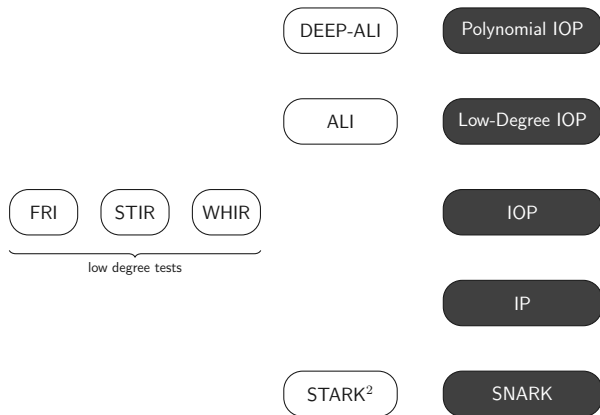 DEEP-ALI Polynomial IOP
ALI Low-Degree IOP
FRI STIR WHIR IOP
low degree tests
IP
STARK² SNARK